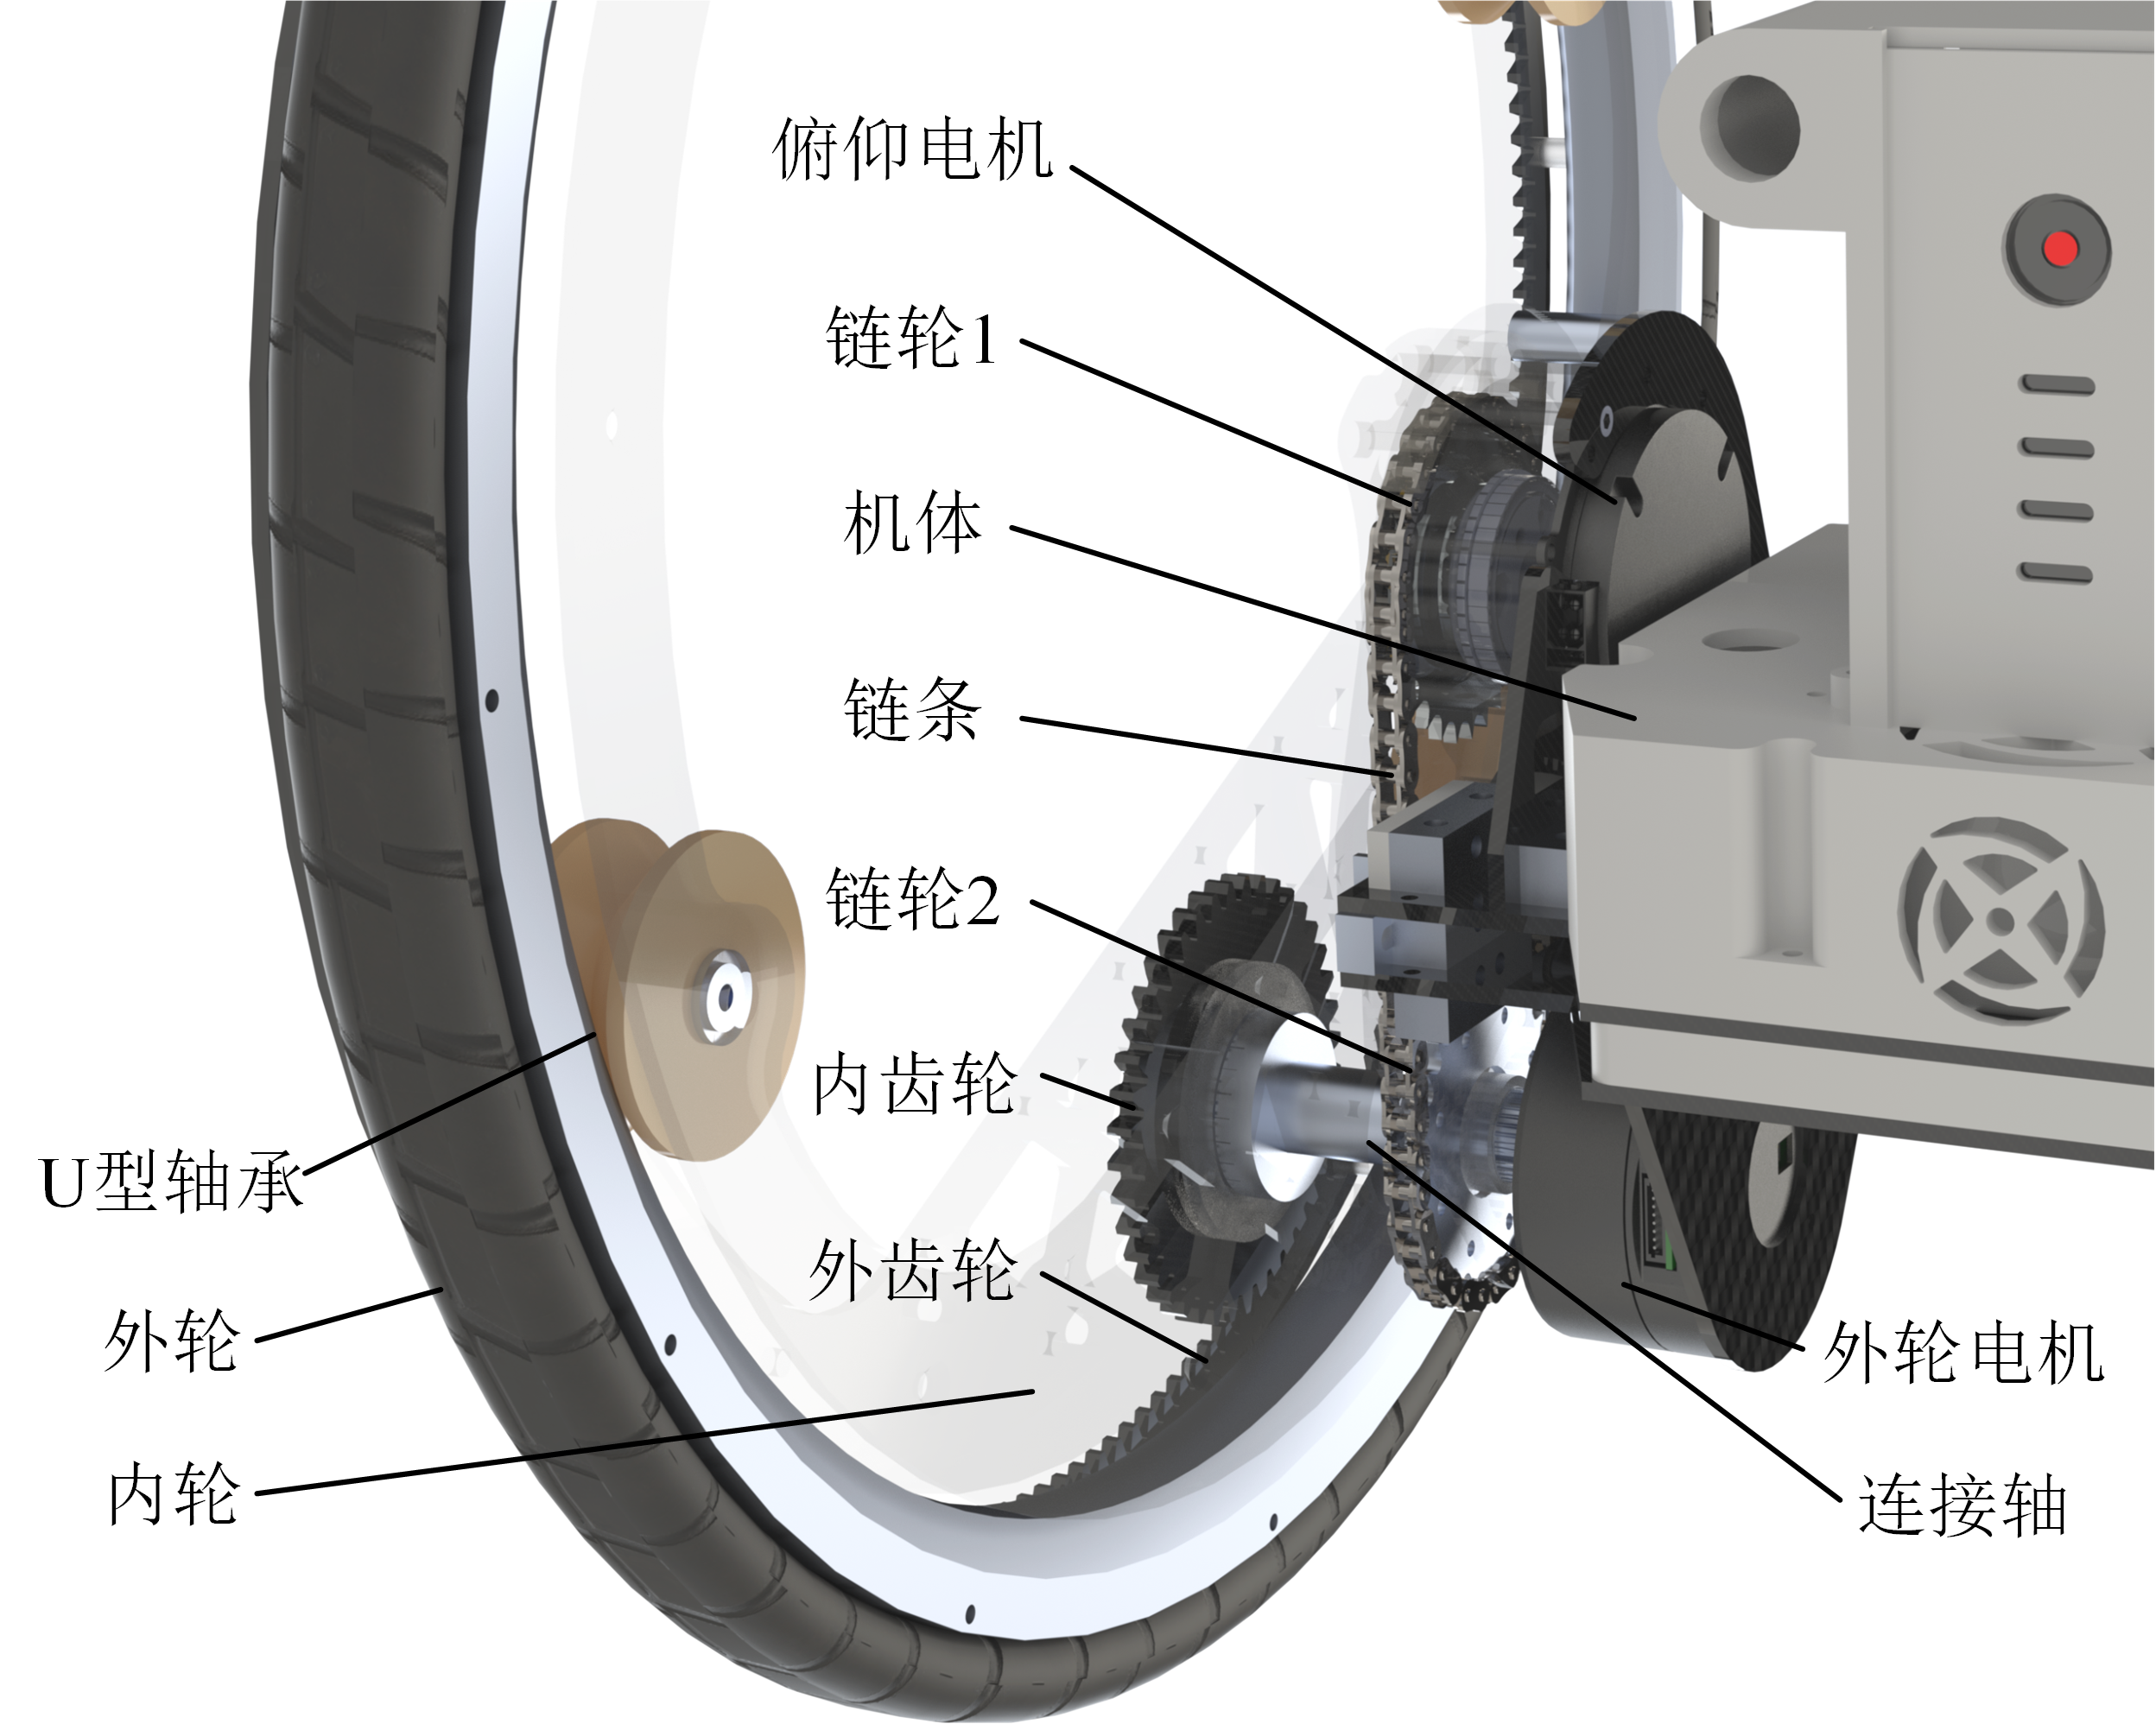 俯仰电机
链轮1
机体
链条
链轮2
内齿轮
U型轴承
外齿轮
外轮
外轮电机
内轮
连接轴